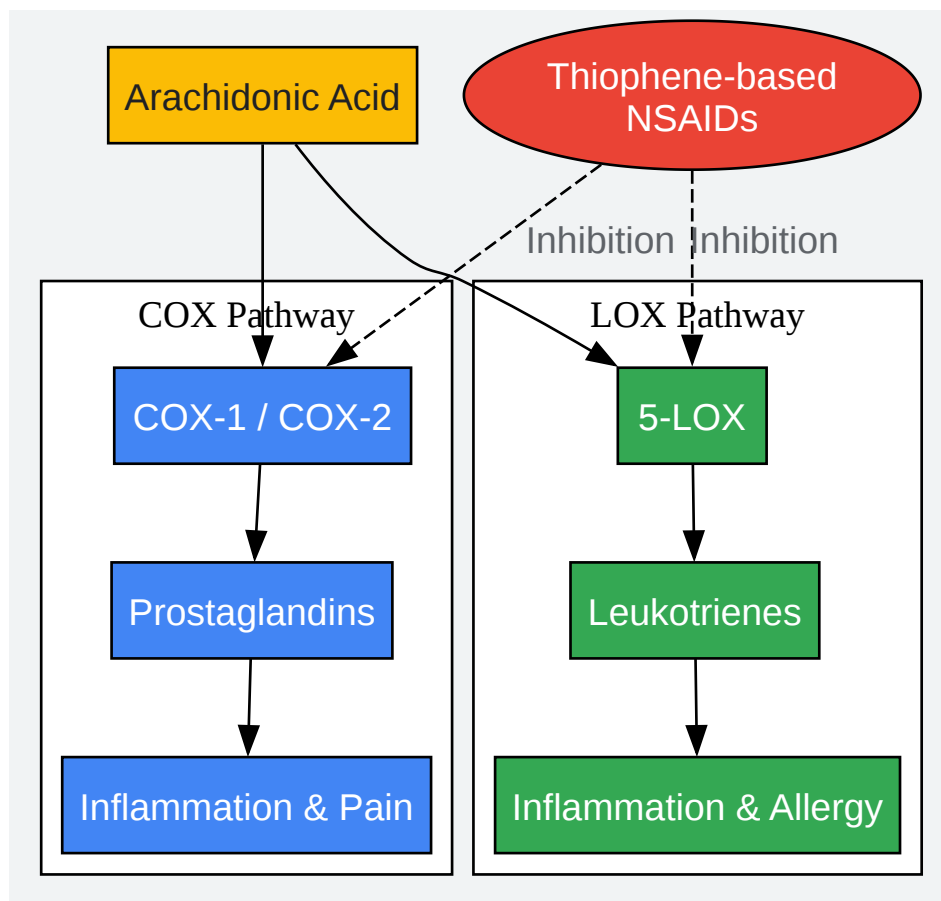 Arachidonic Acid
Thiophene-based
NSAIDs
Inhibition
Inhibition
COX Pathway
LOX Pathway
COX-1 / COX-2
5-LOX
Prostaglandins
Leukotrienes
Inflammation & Pain
Inflammation & Allergy